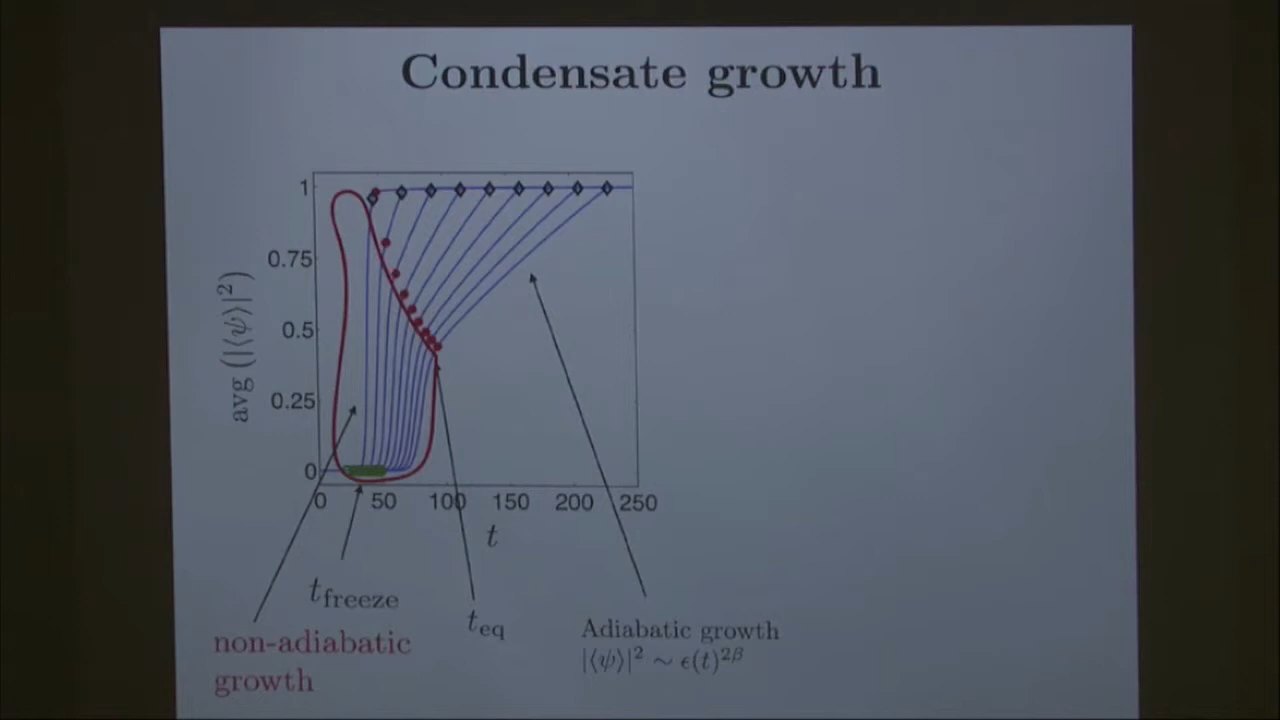 Condensate growth
1
0.75
0.5
0.25
0
avg (|⟨ψ⟩|²)
0 50 100 150 200 250
t
t_freeze
t_eq
non-adiabatic
growth
Adiabatic growth
|⟨ψ⟩|² ∼ ϵ(t)^{2β}